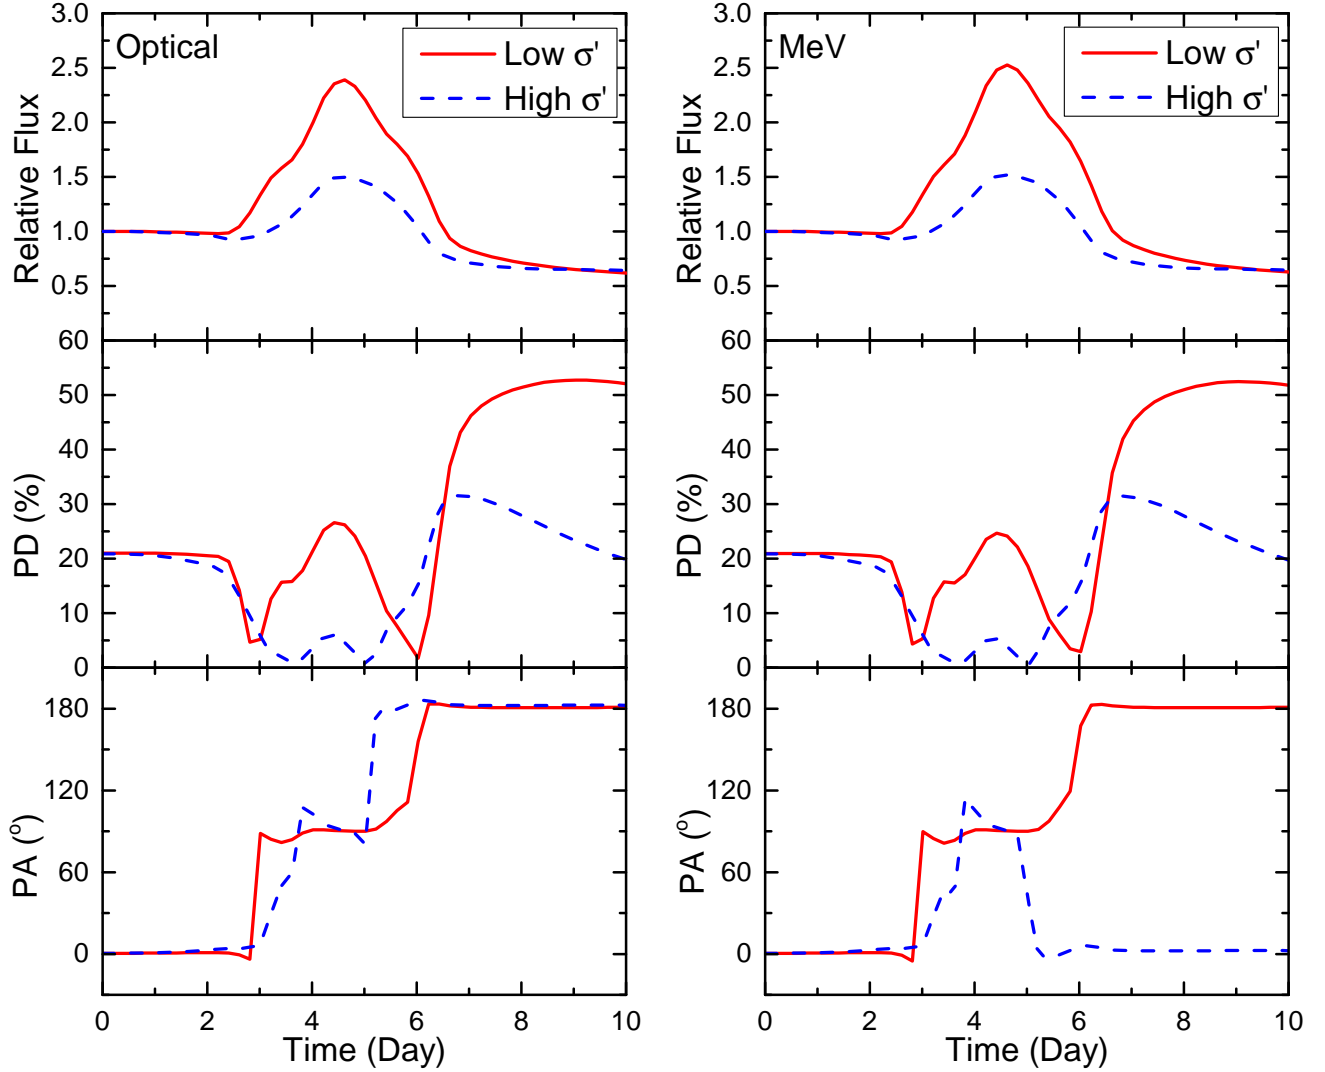 Optical
Low σ'
High σ'
Relative Flux
3.0
2.5
2.0
1.5
1.0
0.5
60
PD (%)
50
40
30
20
10
0
PA (°)
180
120
60
0
0 2 4 6 8 10
Time (Day)
MeV
Low σ'
High σ'
Relative Flux
3.0
2.5
2.0
1.5
1.0
0.5
60
PD (%)
50
40
30
20
10
0
PA (°)
180
120
60
0
0 2 4 6 8 10
Time (Day)